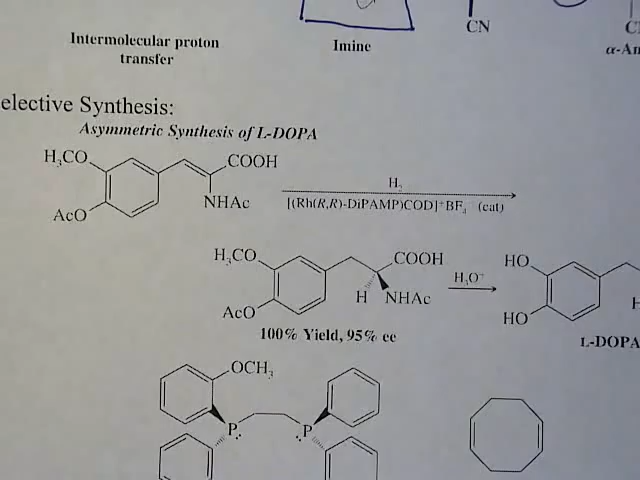 CN
Intermolecular proton
transfer
Imine
elective Synthesis:
Asymmetric Synthesis of L-DOPA
H₃CO
COOH
NHAc
AcO
H₂
[(Rh(R,R)-DiPAMP)COD]⁺BF₄⁻ (cat)
H₃CO
COOH
H
NHAc
AcO
H₃O⁺
HO
HO
H
100% Yield, 95% ee
L-DOPA
OCH₃
P
P